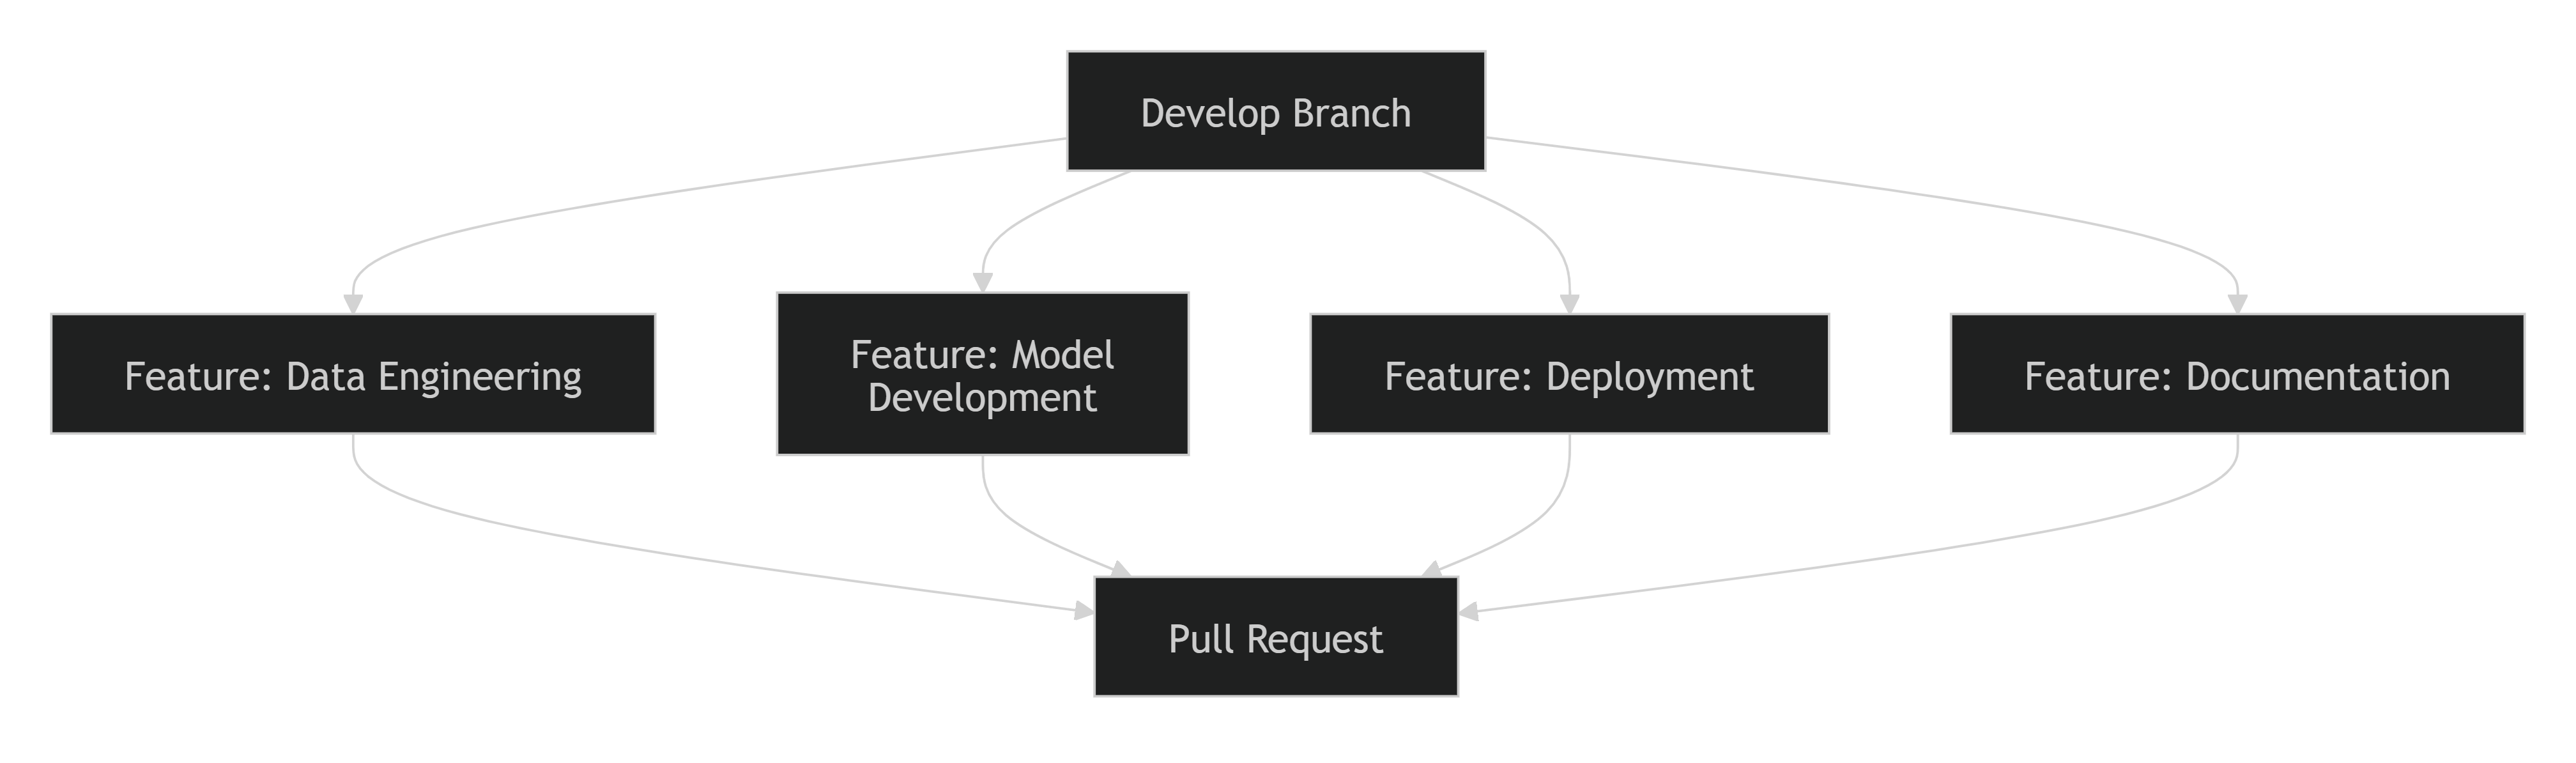 Develop Branch
Feature: Data Engineering
Feature: Model
Development
Feature: Deployment
Feature: Documentation
Pull Request